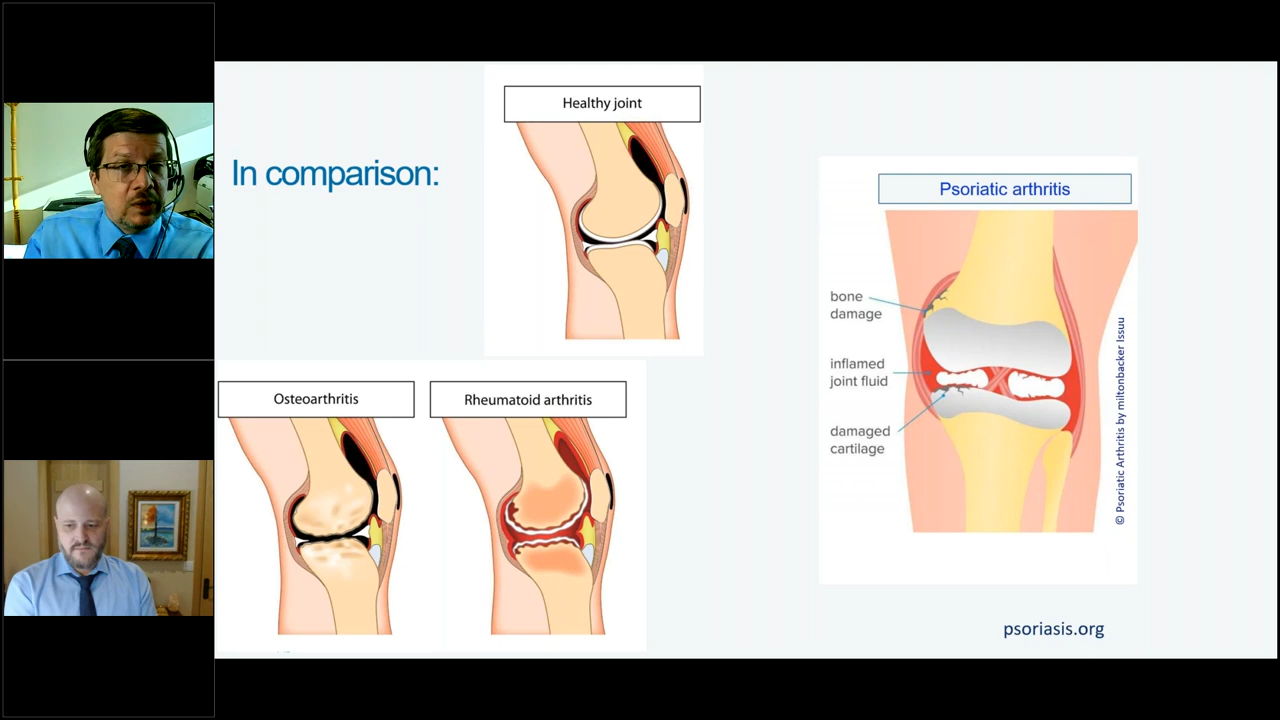 Healthy joint
In comparison:
Psoriatic arthritis
bone
damage
inflamed
joint fluid
damaged
cartilage
© Psoriatic Arthritis by miltonbacker Issuu
Osteoarthritis
Rheumatoid arthritis
psoriasis.org